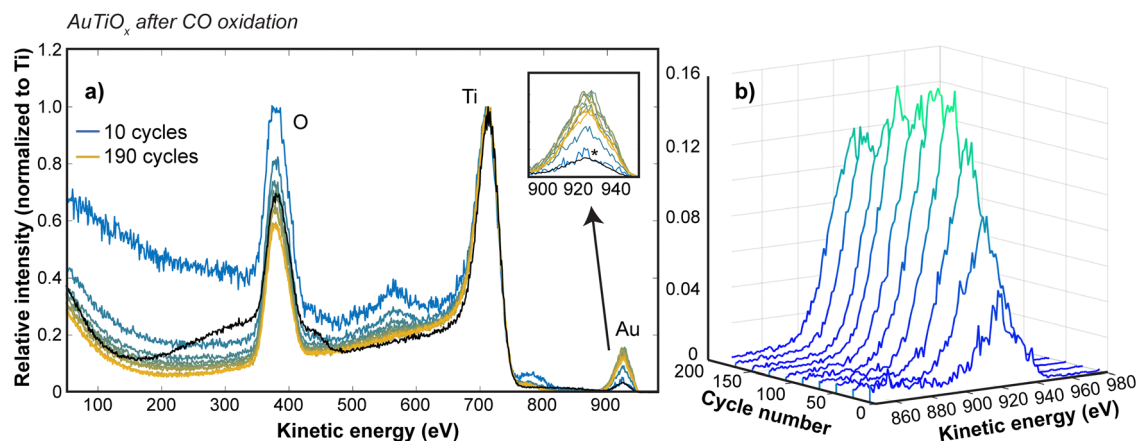 AuTiOₓ after CO oxidation
Relative intensity (normalized to Ti)
1.2
1.0
0.8
0.6
0.4
0.2
0
a)
10 cycles
190 cycles
O
Ti
*
900 920 940
Au
100 200 300 400 500 600 700 800 900
Kinetic energy (eV)
b)
0.16
0.12
0.08
0.04
0
200
150
100
50
0
Cycle number
860 880 900 920 940 960 980
Kinetic energy (eV)